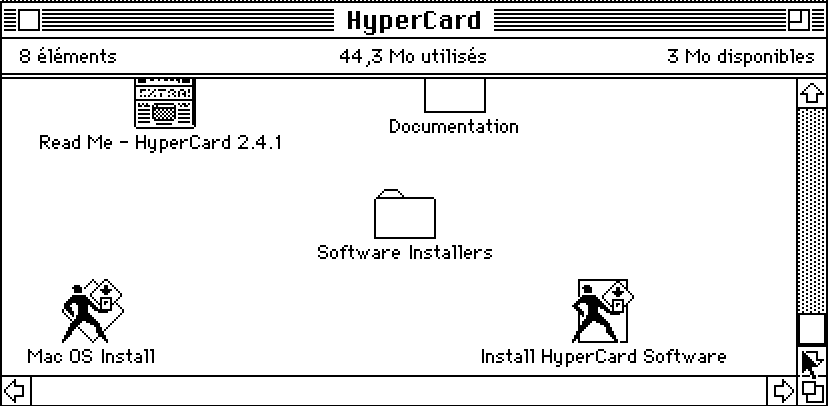 HyperCard
8 éléments 44,3 Mo utilisés 3 Mo disponibles
EXTRA!
Read Me - HyperCard 2.4.1
Documentation
Software Installers
Mac OS Install
Install HyperCard Software